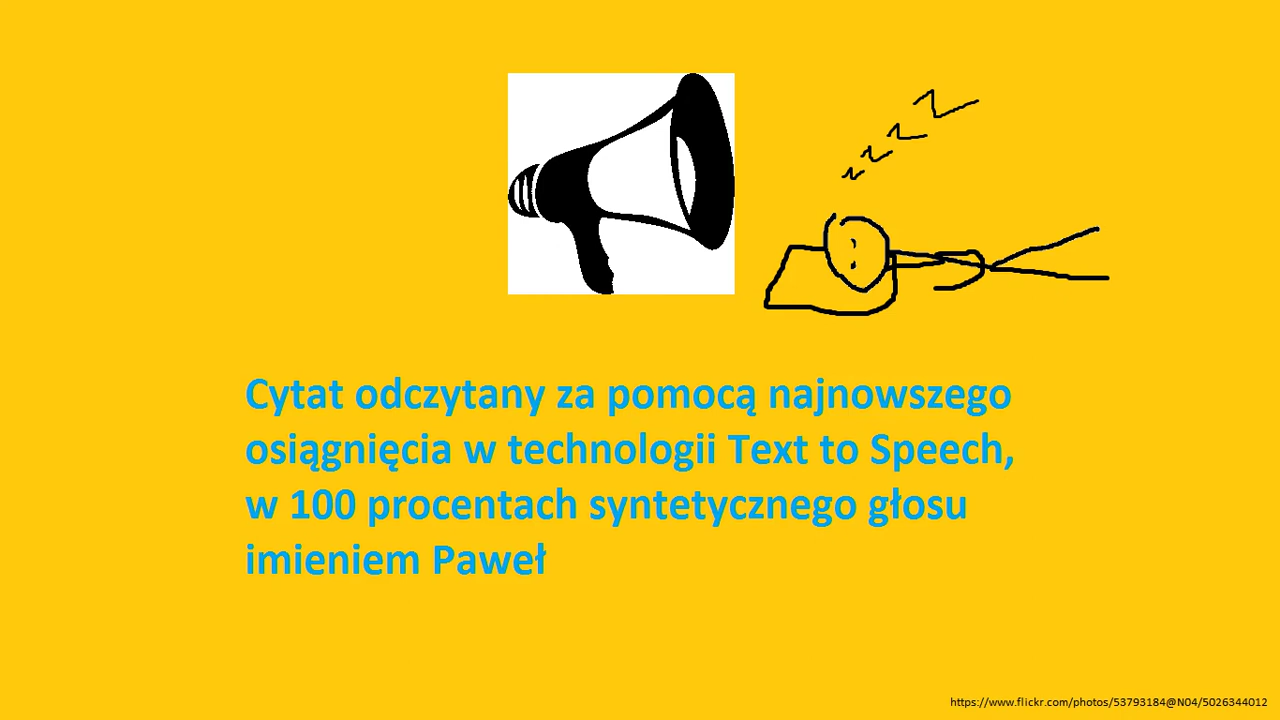 z z z z
Cytat odczytany za pomocą najnowszego
osiągnięcia w technologii Text to Speech,
w 100 procentach syntetycznego głosu
imieniem Paweł
https://www.flickr.com/photos/53793184@N04/5026344012